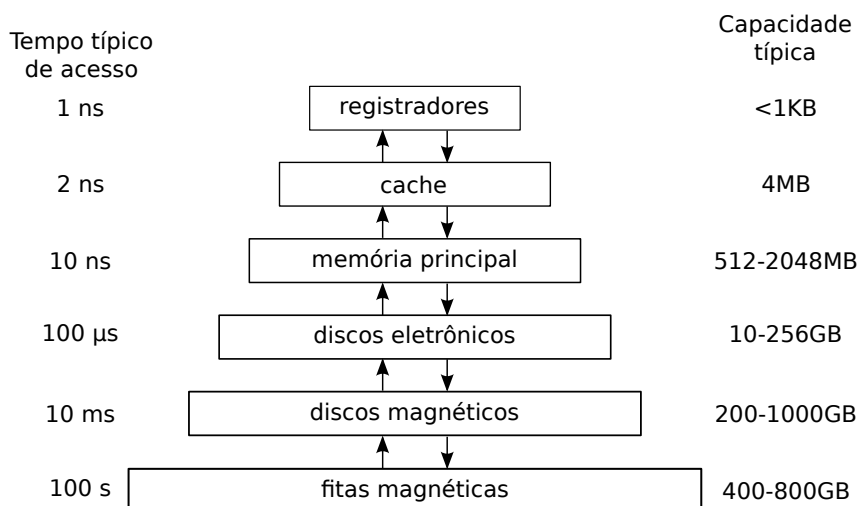 Tempo típico
de acesso
Capacidade
típica
1 ns
registradores
<1KB
2 ns
cache
4MB
10 ns
memória principal
512-2048MB
100 μs
discos eletrônicos
10-256GB
10 ms
discos magnéticos
200-1000GB
100 s
fitas magnéticas
400-800GB